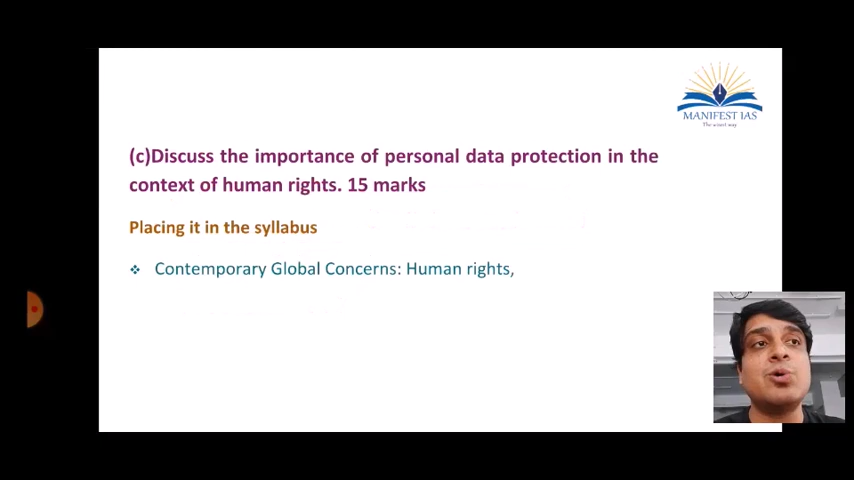 MANIFEST IAS
The smart way
(c)Discuss the importance of personal data protection in the
context of human rights. 15 marks
Placing it in the syllabus
❖ Contemporary Global Concerns: Human rights,